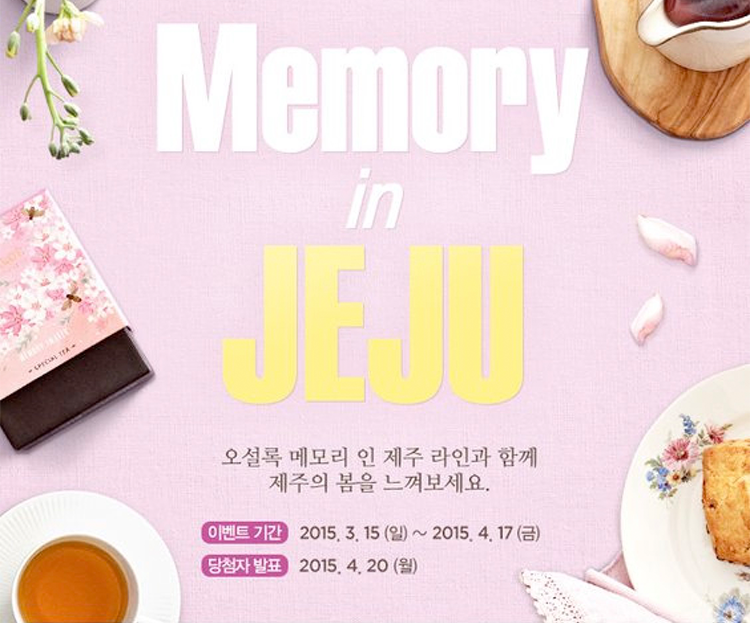 Memory
in
JEJU
SPECIAL TEA
오설록 메모리 인 제주 라인과 함께
제주의 봄을 느껴보세요.
이벤트 기간 2015. 3. 15 (일) ~ 2015. 4. 17 (금)
당첨자 발표 2015. 4. 20 (월)